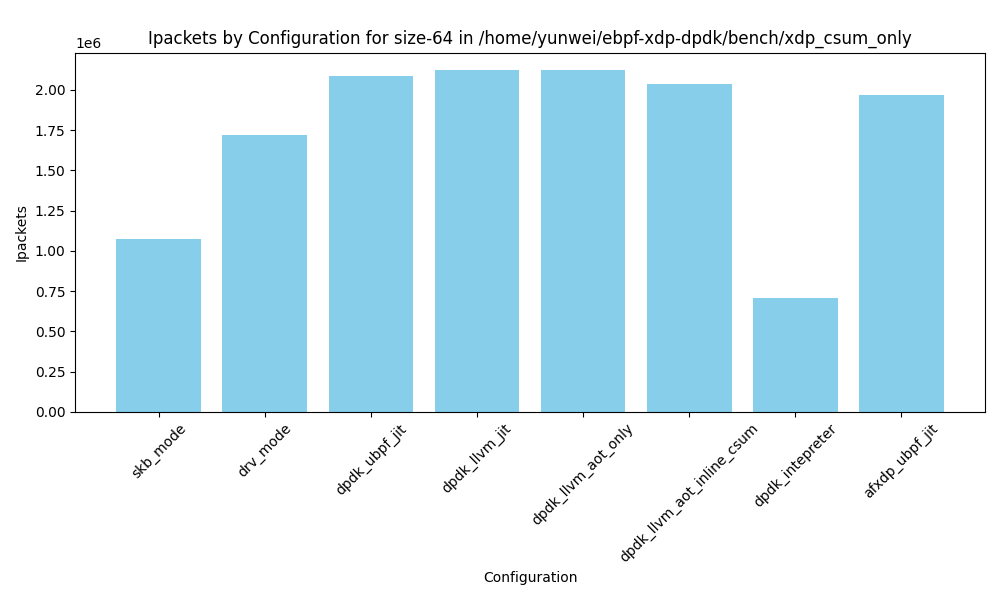 Ipackets by Configuration for size-64 in /home/yunwei/ebpf-xdp-dpdk/bench/xdp_csum_only
1e6
2.00
1.75
1.50
1.25
1.00
0.75
0.50
0.25
0.00
Ipackets
skb_mode
drv_mode
dpdk_ubpf_jit
dpdk_llvm_jit
dpdk_llvm_aot_only
dpdk_llvm_aot_inline_csum
dpdk_intepreter
afxdp_ubpf_jit
Configuration